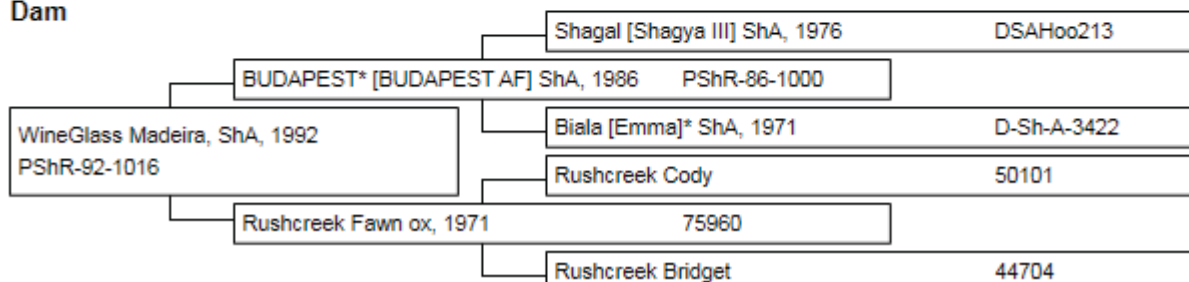 Dam
Shagal [Shagya III] ShA, 1976 DSAHoo213
BUDAPEST* [BUDAPEST AF] ShA, 1986 PShR-86-1000
Biala [Emma]* ShA, 1971 D-Sh-A-3422
WineGlass Madeira, ShA, 1992
PShR-92-1016
Rushcreek Cody 50101
Rushcreek Fawn ox, 1971 75960
Rushcreek Bridget 44704